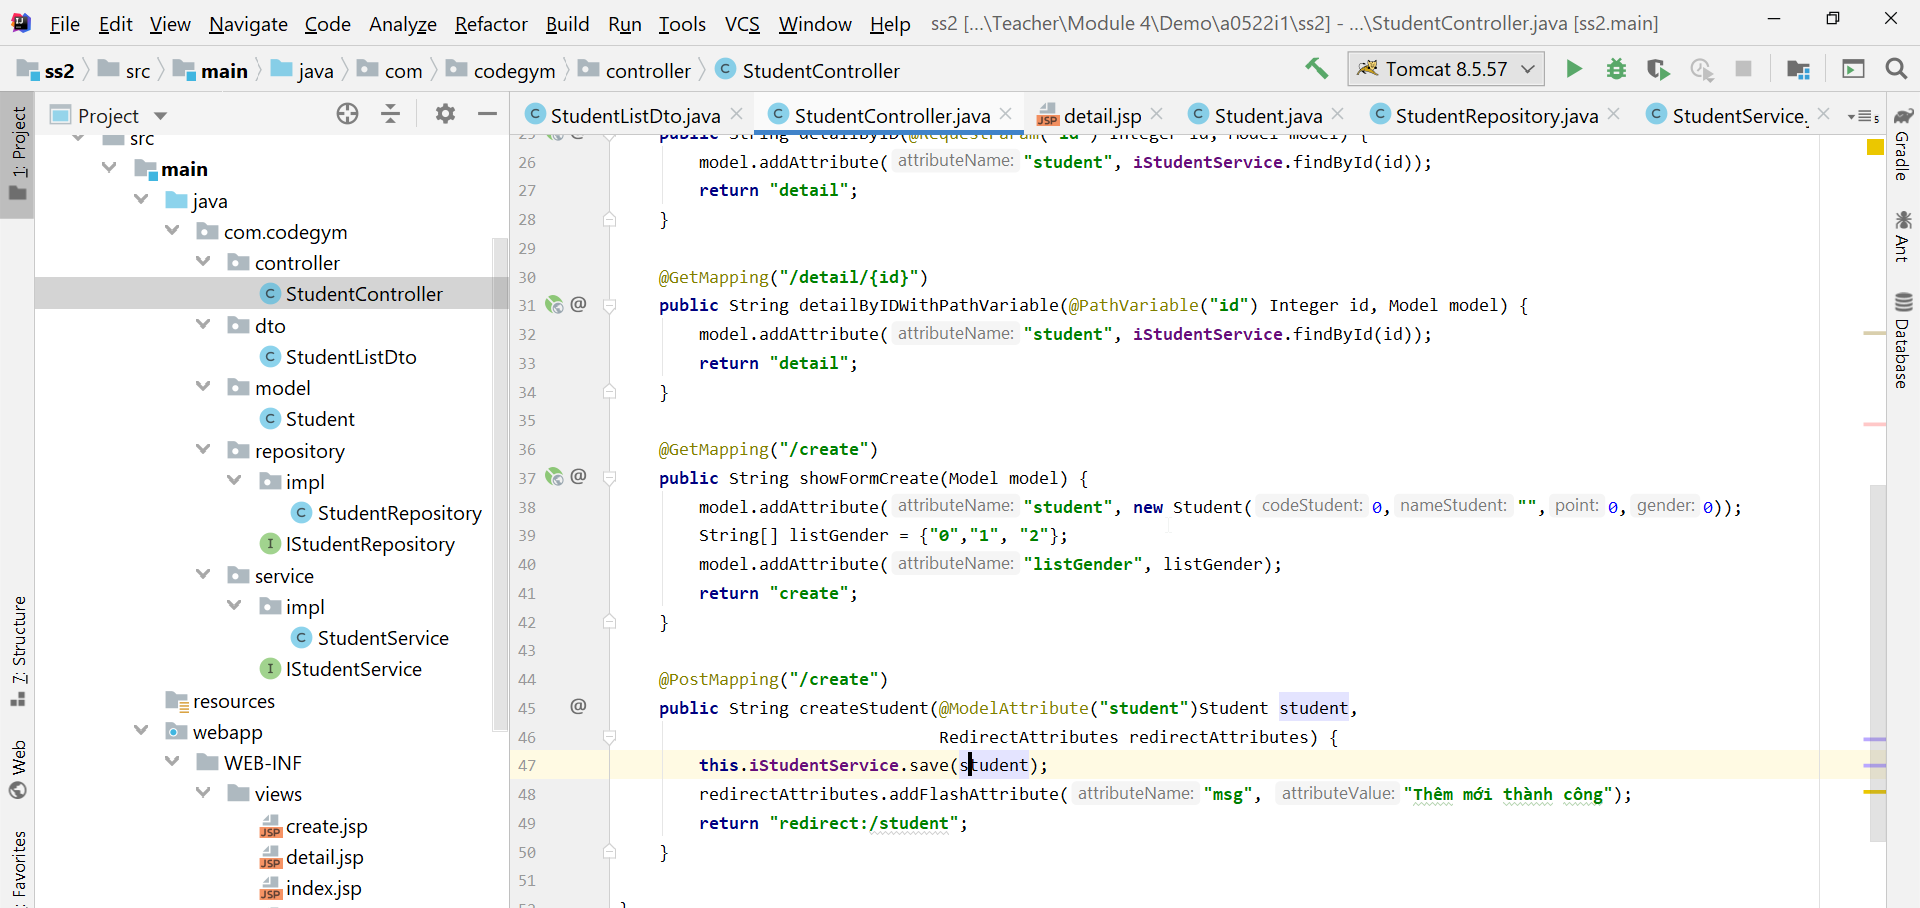 File Edit View Navigate Code Analyze Refactor Build Run Tools VCS Window Help ss2 [...\Teacher\Module 4\Demo\a0522i1\ss2] - ...\StudentController.java [ss2.main]
ss2 src main java com codegym controller StudentController Tomcat 8.5.57
Project
StudentListDto.java StudentController.java detail.jsp Student.java StudentRepository.java StudentService. 5
1: Project
7: Structure
Web
Favorites
src
main
java
com.codegym
controller
StudentController
dto
StudentListDto
model
Student
repository
impl
StudentRepository
IStudentRepository
service
impl
StudentService
IStudentService
resources
webapp
WEB-INF
views
create.jsp
detail.jsp
index.jsp
25 public String detailByID(@RequestParam("id") Integer id, Model model) {
26 model.addAttribute( attributeName: "student", iStudentService.findById(id));
27 return "detail";
28 }
29
30 @GetMapping("/detail/{id}")
31 @ public String detailByIDWithPathVariable(@PathVariable("id") Integer id, Model model) {
32 model.addAttribute( attributeName: "student", iStudentService.findById(id));
33 return "detail";
34 }
35
36 @GetMapping("/create")
37 @ public String showFormCreate(Model model) {
38 model.addAttribute( attributeName: "student", new Student( codeStudent: 0, nameStudent: "", point: 0, gender: 0));
39 String[] listGender = {"0","1", "2"};
40 model.addAttribute( attributeName: "listGender", listGender);
41 return "create";
42 }
43
44 @PostMapping("/create")
45 @ public String createStudent(@ModelAttribute("student")Student student,
46 RedirectAttributes redirectAttributes) {
47 this.iStudentService.save(student);
48 redirectAttributes.addFlashAttribute( attributeName: "msg", attributeValue: "Thêm mới thành công");
49 return "redirect:/student";
50 }
51
Gradle
Ant
Database